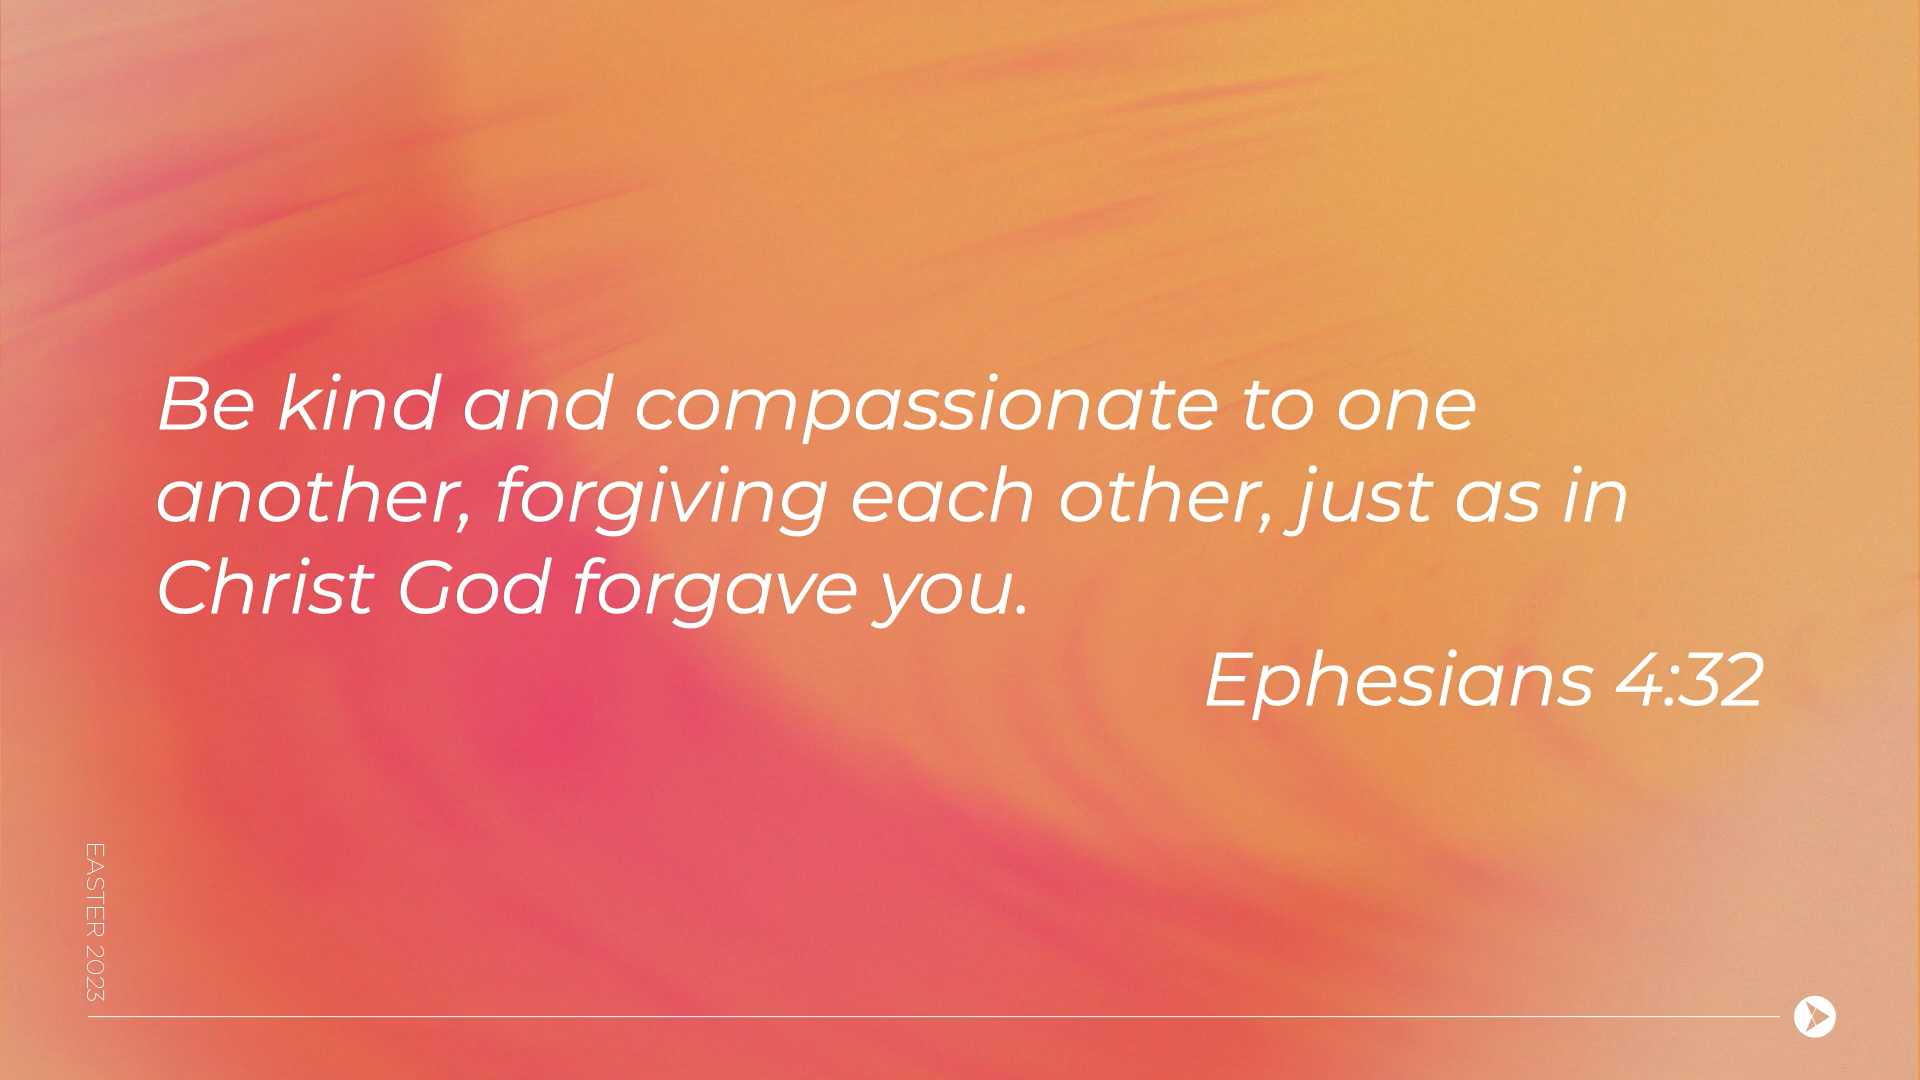 Be kind and compassionate to one
another, forgiving each other, just as in
Christ God forgave you.
Ephesians 4:32
EASTER 2023